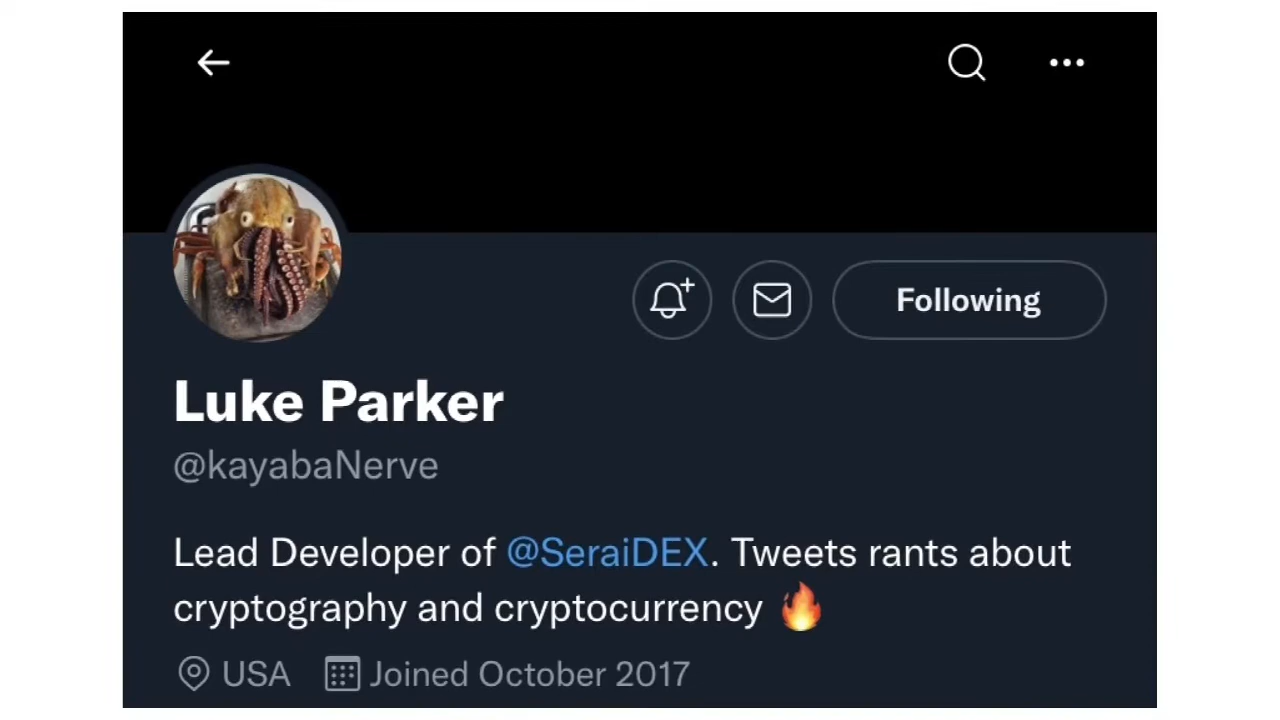 Following
Luke Parker
@kayabaNerve
Lead Developer of @SeraiDEX. Tweets rants about
cryptography and cryptocurrency 🔥
USA Joined October 2017